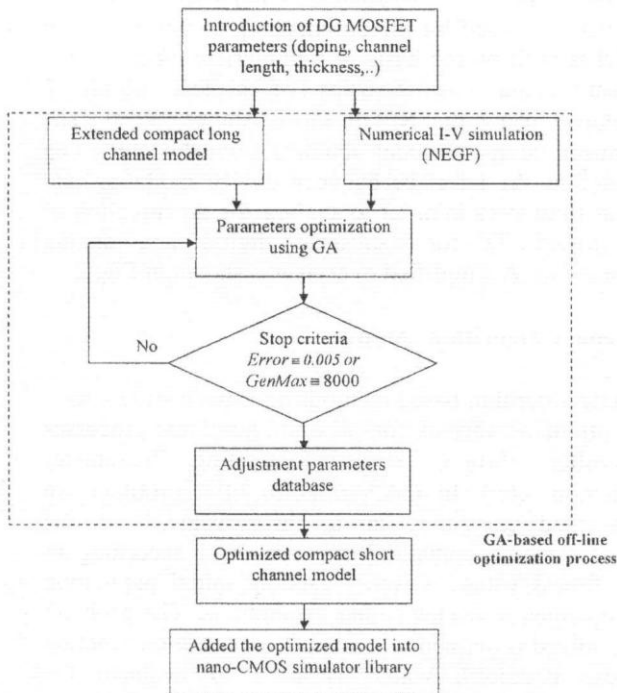 Introduction of DG MOSFET
parameters (doping, channel
length, thickness,..)
Extended compact long
channel model
Numerical I-V simulation
(NEGF)
Parameters optimization
using GA
No
Stop criteria
Error ≡ 0.005 or
GenMax ≡ 8000
Adjustment parameters
database
GA-based off-line
optimization process
Optimized compact short
channel model
Added the optimized model into
nano-CMOS simulator library